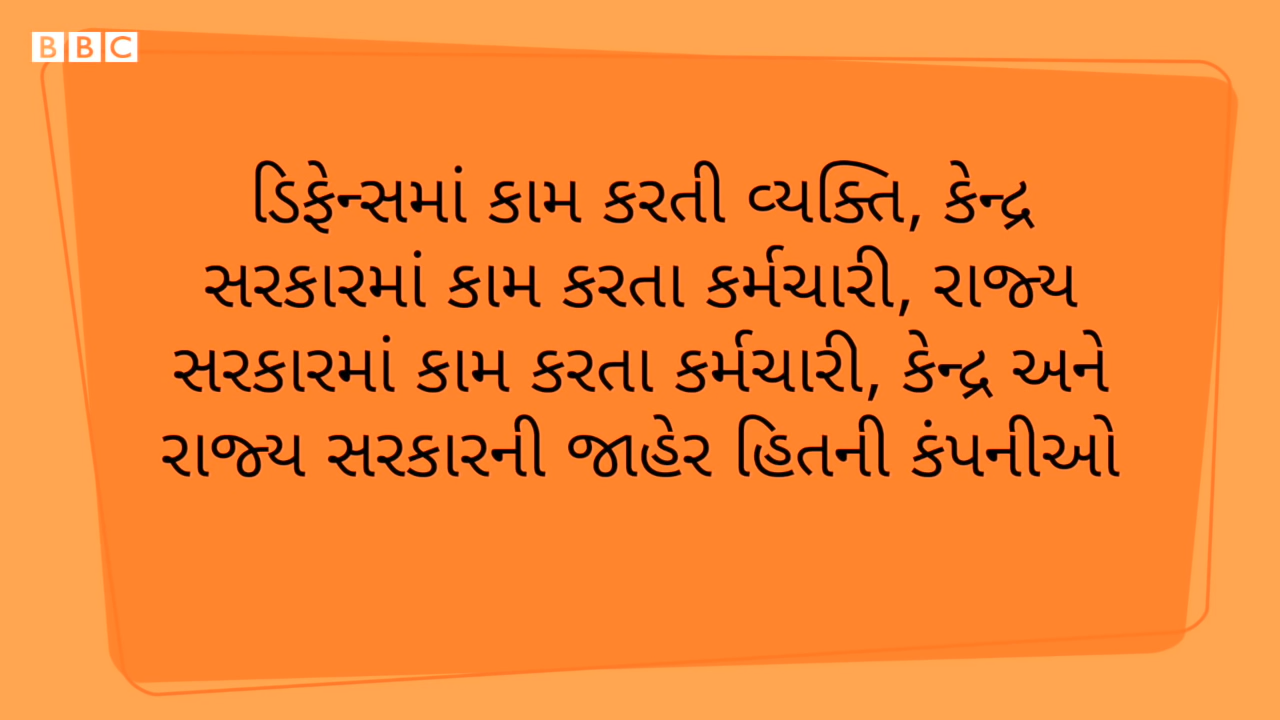 BBC
ડિફેન્સમાં કામ કરતી વ્યક્તિ, કેન્દ્ર
સરકારમાં કામ કરતા કર્મચારી, રાજ્ય
સરકારમાં કામ કરતા કર્મચારી, કેન્દ્ર અને
રાજ્ય સરકારની જાહેર હિતની કંપનીઓ